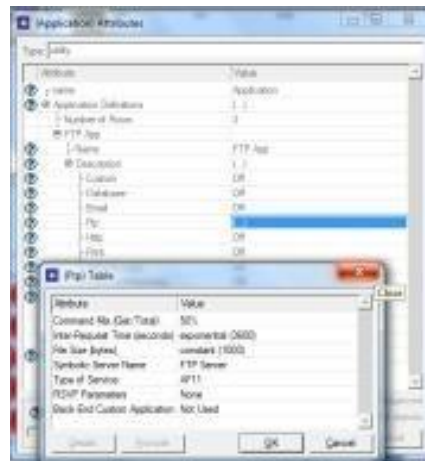 (Application) Attributes
Type: utility
Attribute Value
name Application
Application Definitions (...)
Number of Rows
FTP App
Name FTP App
Description (...)
Custom Off
Database Off
Email Off
Ftp
Http Off
Print Off
(Ftp) Table
Close
Attribute Value
Command Mix (Get/Total) 50%
Inter-Request Time (seconds) exponential (3600)
File Size (bytes) constant (1000)
Symbolic Server Name FTP Server
Type of Service AF11
RSVP Parameters None
Back-End Custom Application Not Used
OK Cancel